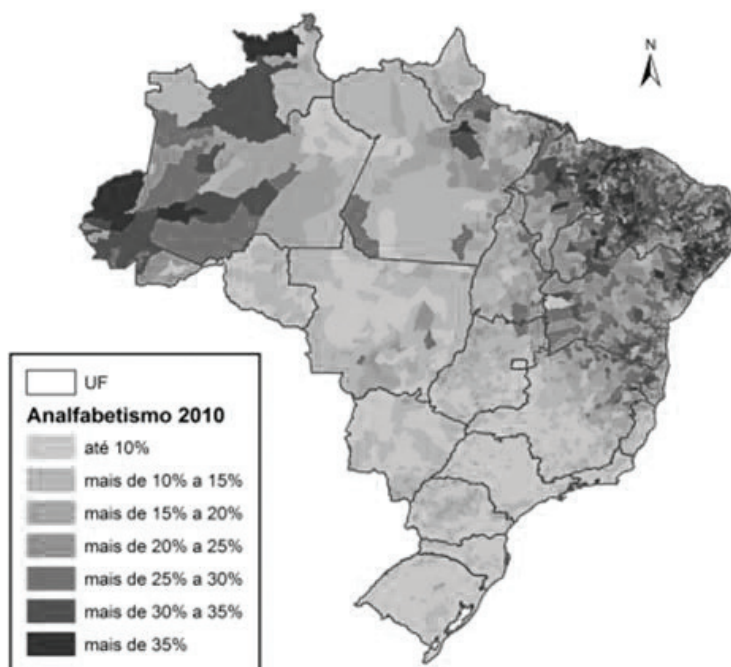 N
UF
Analfabetismo 2010
até 10%
mais de 10% a 15%
mais de 15% a 20%
mais de 20% a 25%
mais de 25% a 30%
mais de 30% a 35%
mais de 35%